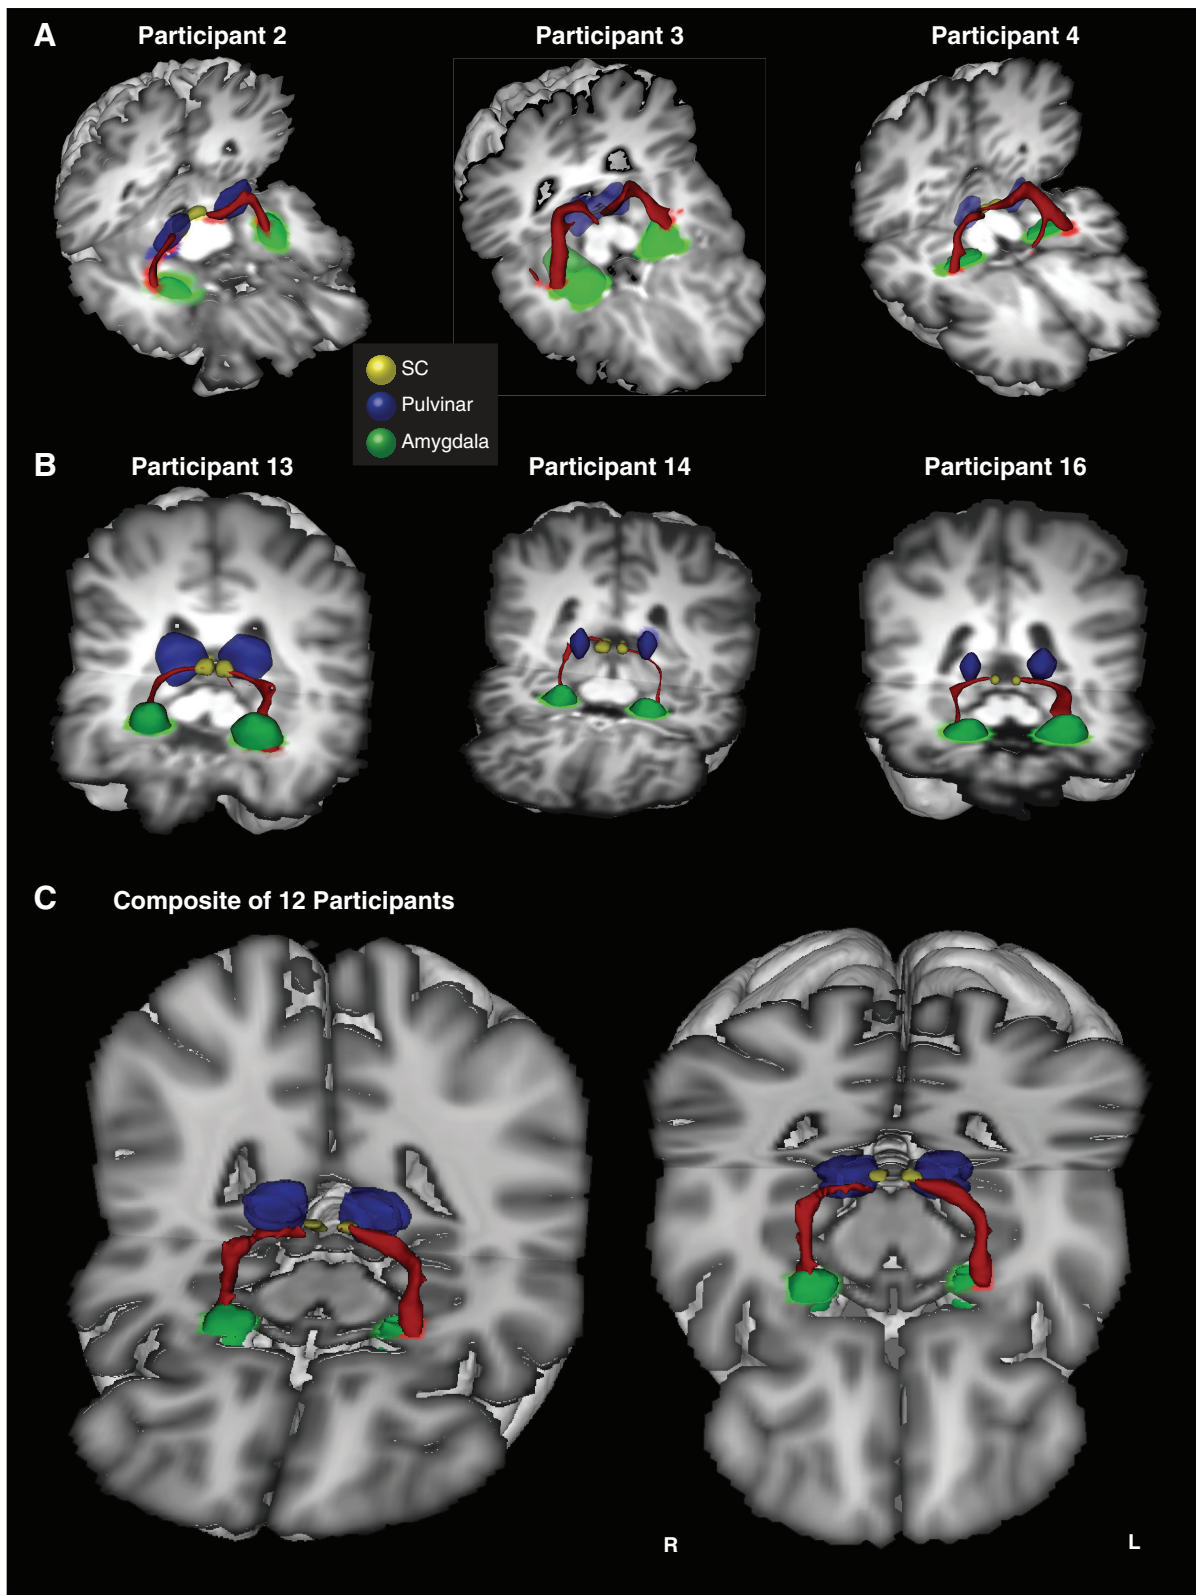 A
Participant 2
Participant 3
Participant 4
SC
Pulvinar
Amygdala
B
Participant 13
Participant 14
Participant 16
C
Composite of 12 Participants
R
L